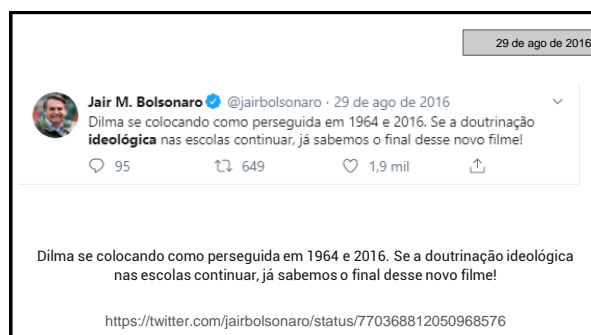 29 de ago de 2016
Jair M. Bolsonaro @jairbolsonaro · 29 de ago de 2016
Dilma se colocando como perseguida em 1964 e 2016. Se a doutrinação
ideológica nas escolas continuar, já sabemos o final desse novo filme!
95 649 1,9 mil
Dilma se colocando como perseguida em 1964 e 2016. Se a doutrinação ideológica
nas escolas continuar, já sabemos o final desse novo filme!
https://twitter.com/jairbolsonaro/status/770368812050968576